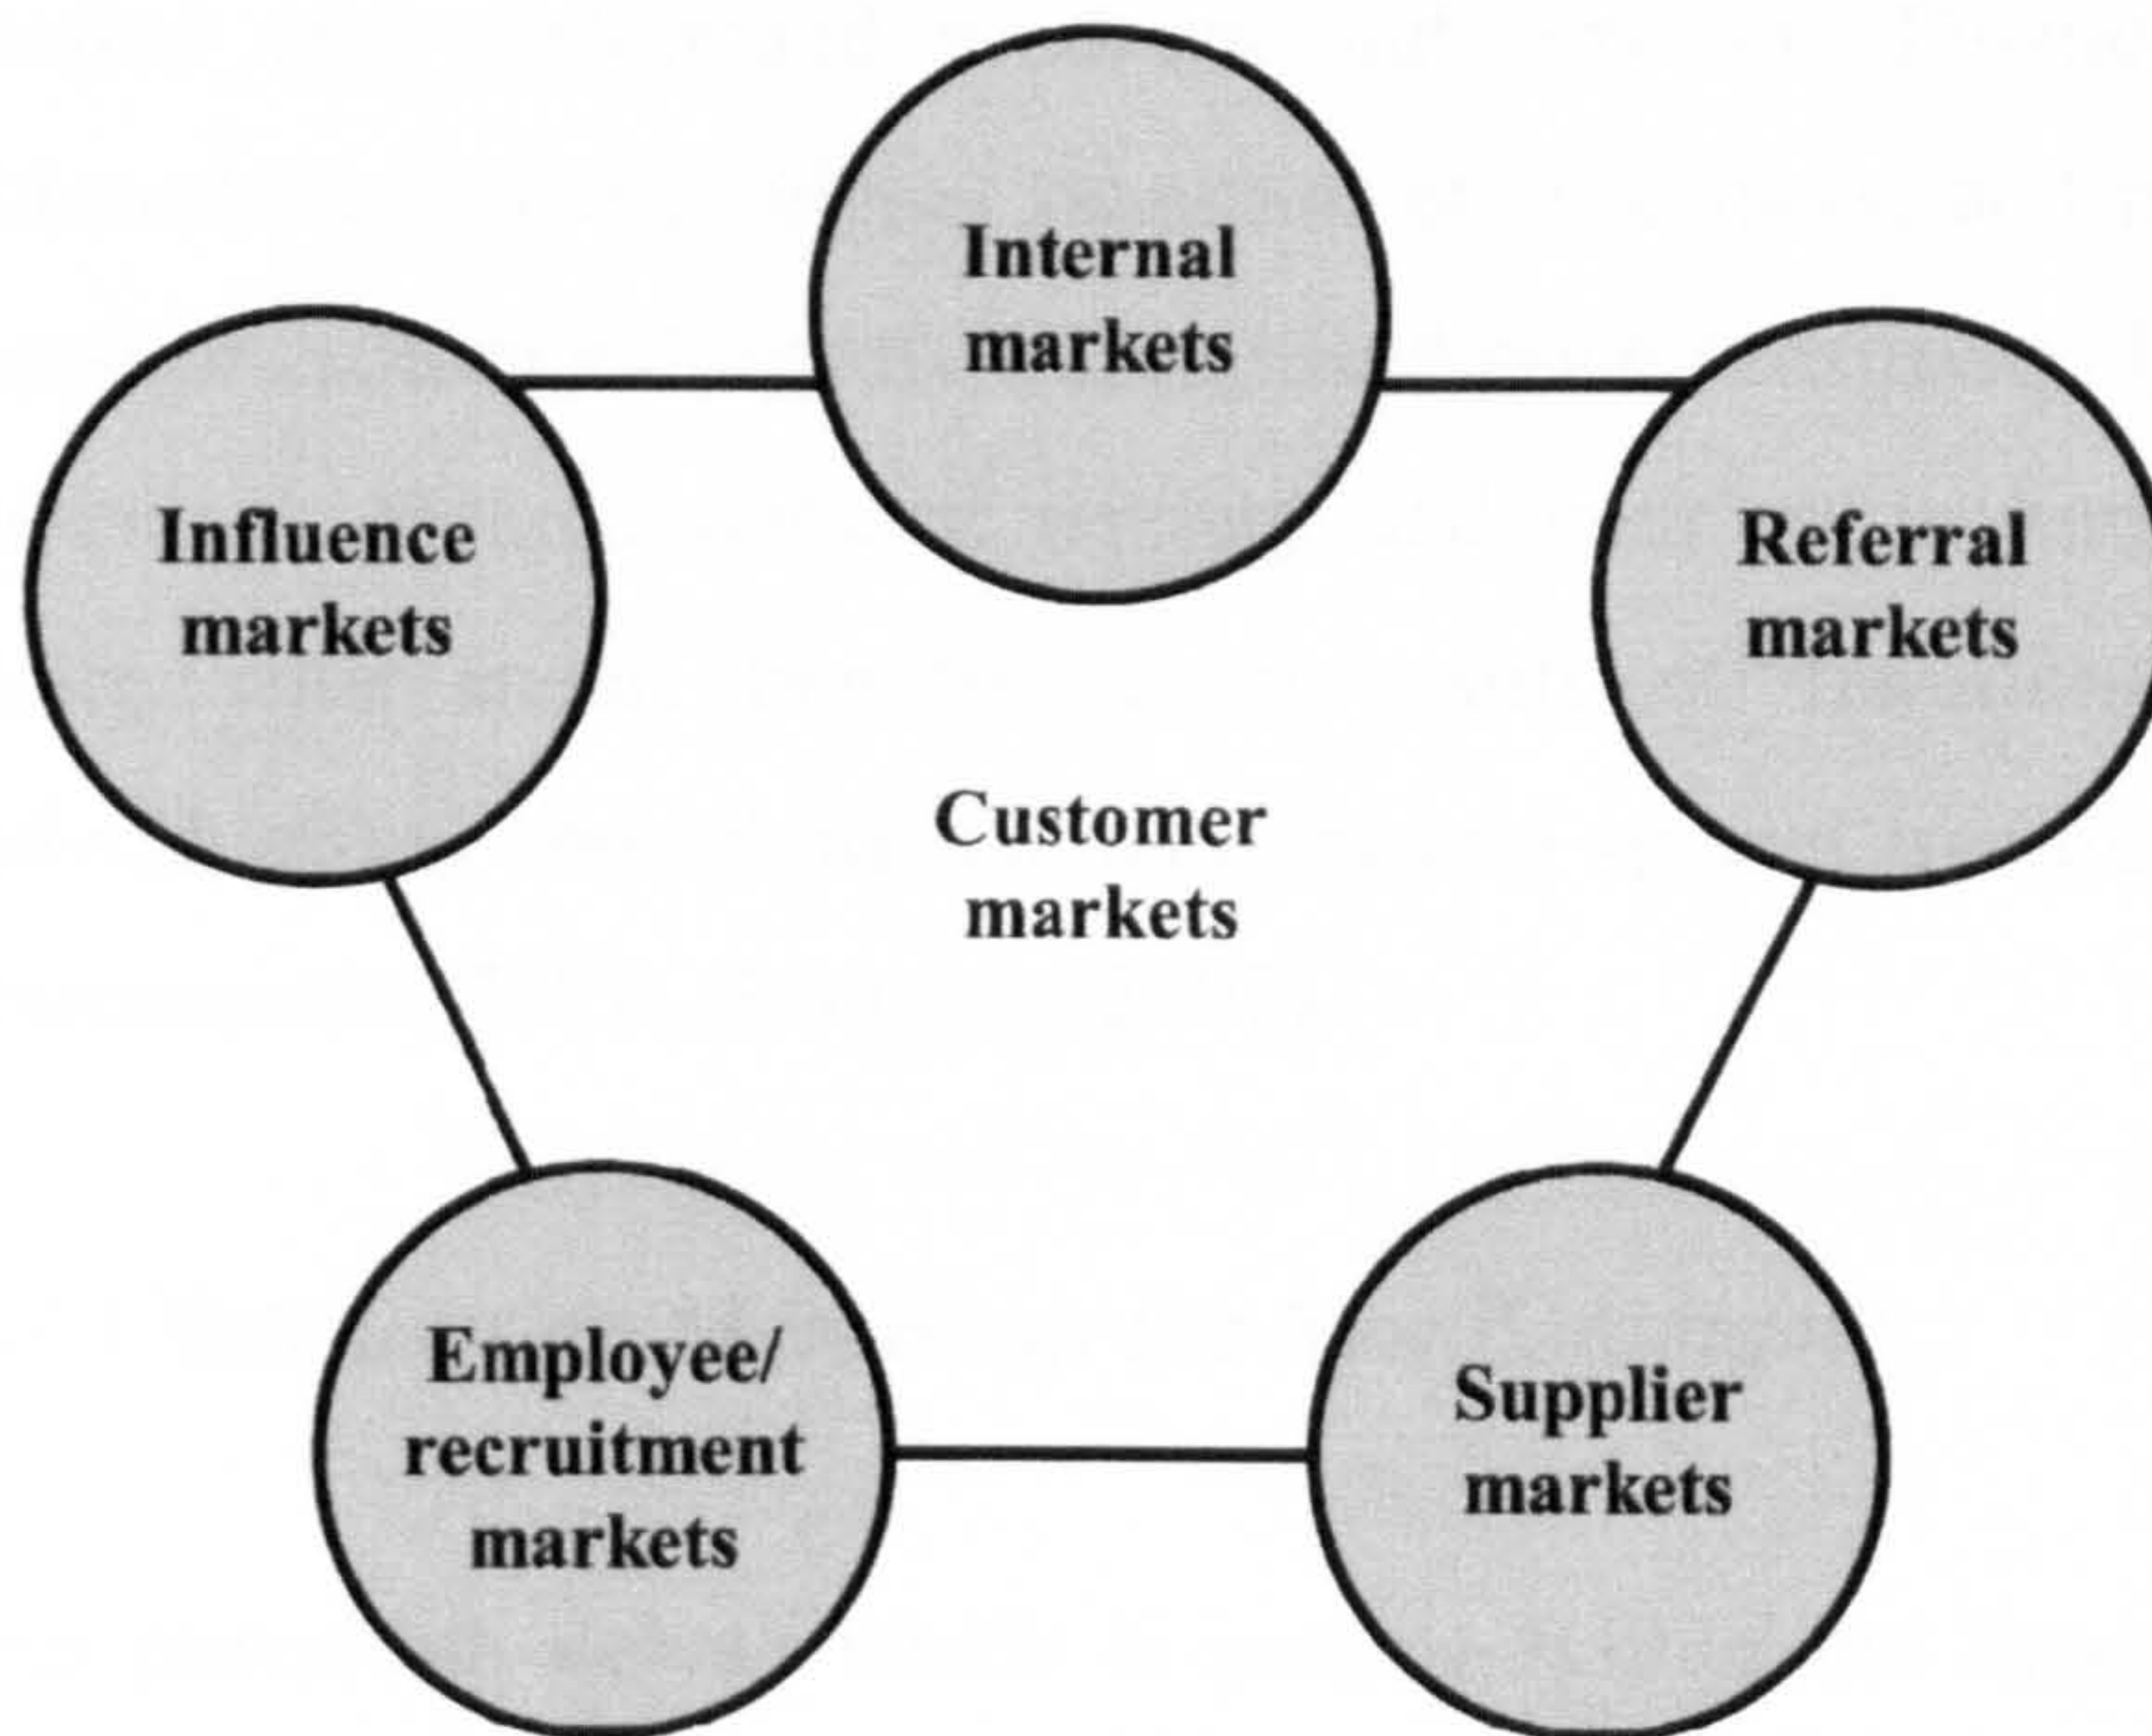 Internal
markets
Influence
markets
Referral
markets
Customer
markets
Employee/
recruitment
markets
Supplier
markets